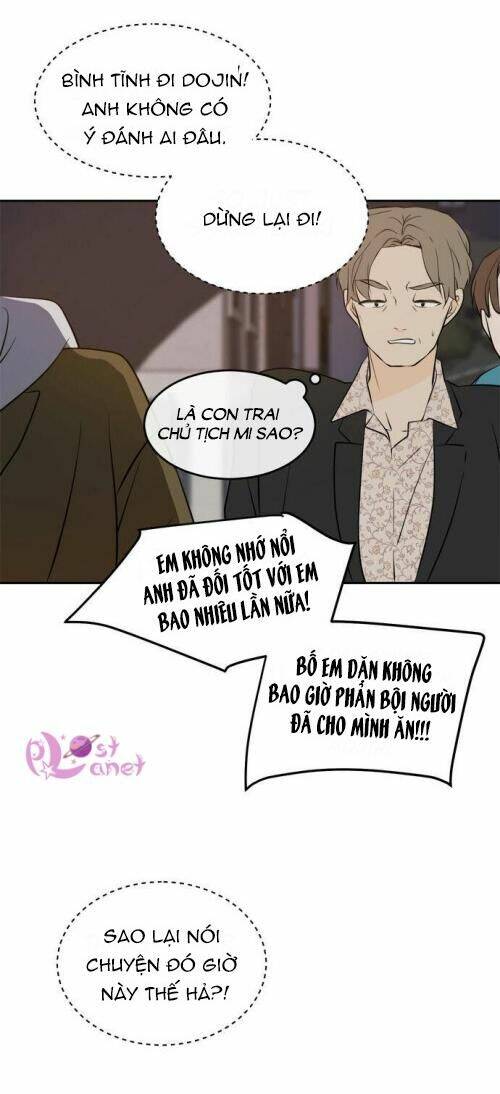 BÌNH TĨNH ĐI DOJIN!
ANH KHÔNG CÓ
Ý ĐÁNH AI ĐÂU.
DỪNG LẠI ĐI!
LÀ CON TRAI
CHỦ TỊCH MI SAO?
EM KHÔNG NHỚ NỔI
ANH ĐÃ ĐỐI TỐT VỚI EM
BAO NHIÊU LẦN NỮA!
BỐ EM DẶN KHÔNG
BAO GIỜ PHẢN BỘI NGƯỜI
ĐÃ CHO MÌNH ĂN!!!
Lost
Planet
SAO LẠI NÓI
CHUYỆN ĐÓ GIỜ
NÀY THẾ HẢ?!